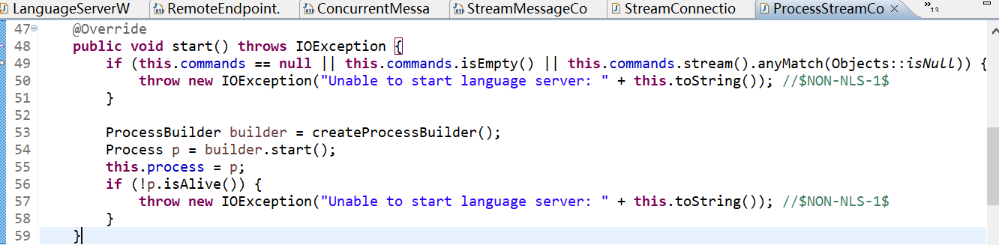 LanguageServerW RemoteEndpoint. ConcurrentMessa StreamMessageCo StreamConnectio ProcessStreamCo »13
47 @Override
48 public void start() throws IOException {
49 if (this.commands == null || this.commands.isEmpty() || this.commands.stream().anyMatch(Objects::isNull)) {
50 throw new IOException("Unable to start language server: " + this.toString()); //$NON-NLS-1$
51 }
52
53 ProcessBuilder builder = createProcessBuilder();
54 Process p = builder.start();
55 this.process = p;
56 if (!p.isAlive()) {
57 throw new IOException("Unable to start language server: " + this.toString()); //$NON-NLS-1$
58 }
59 }